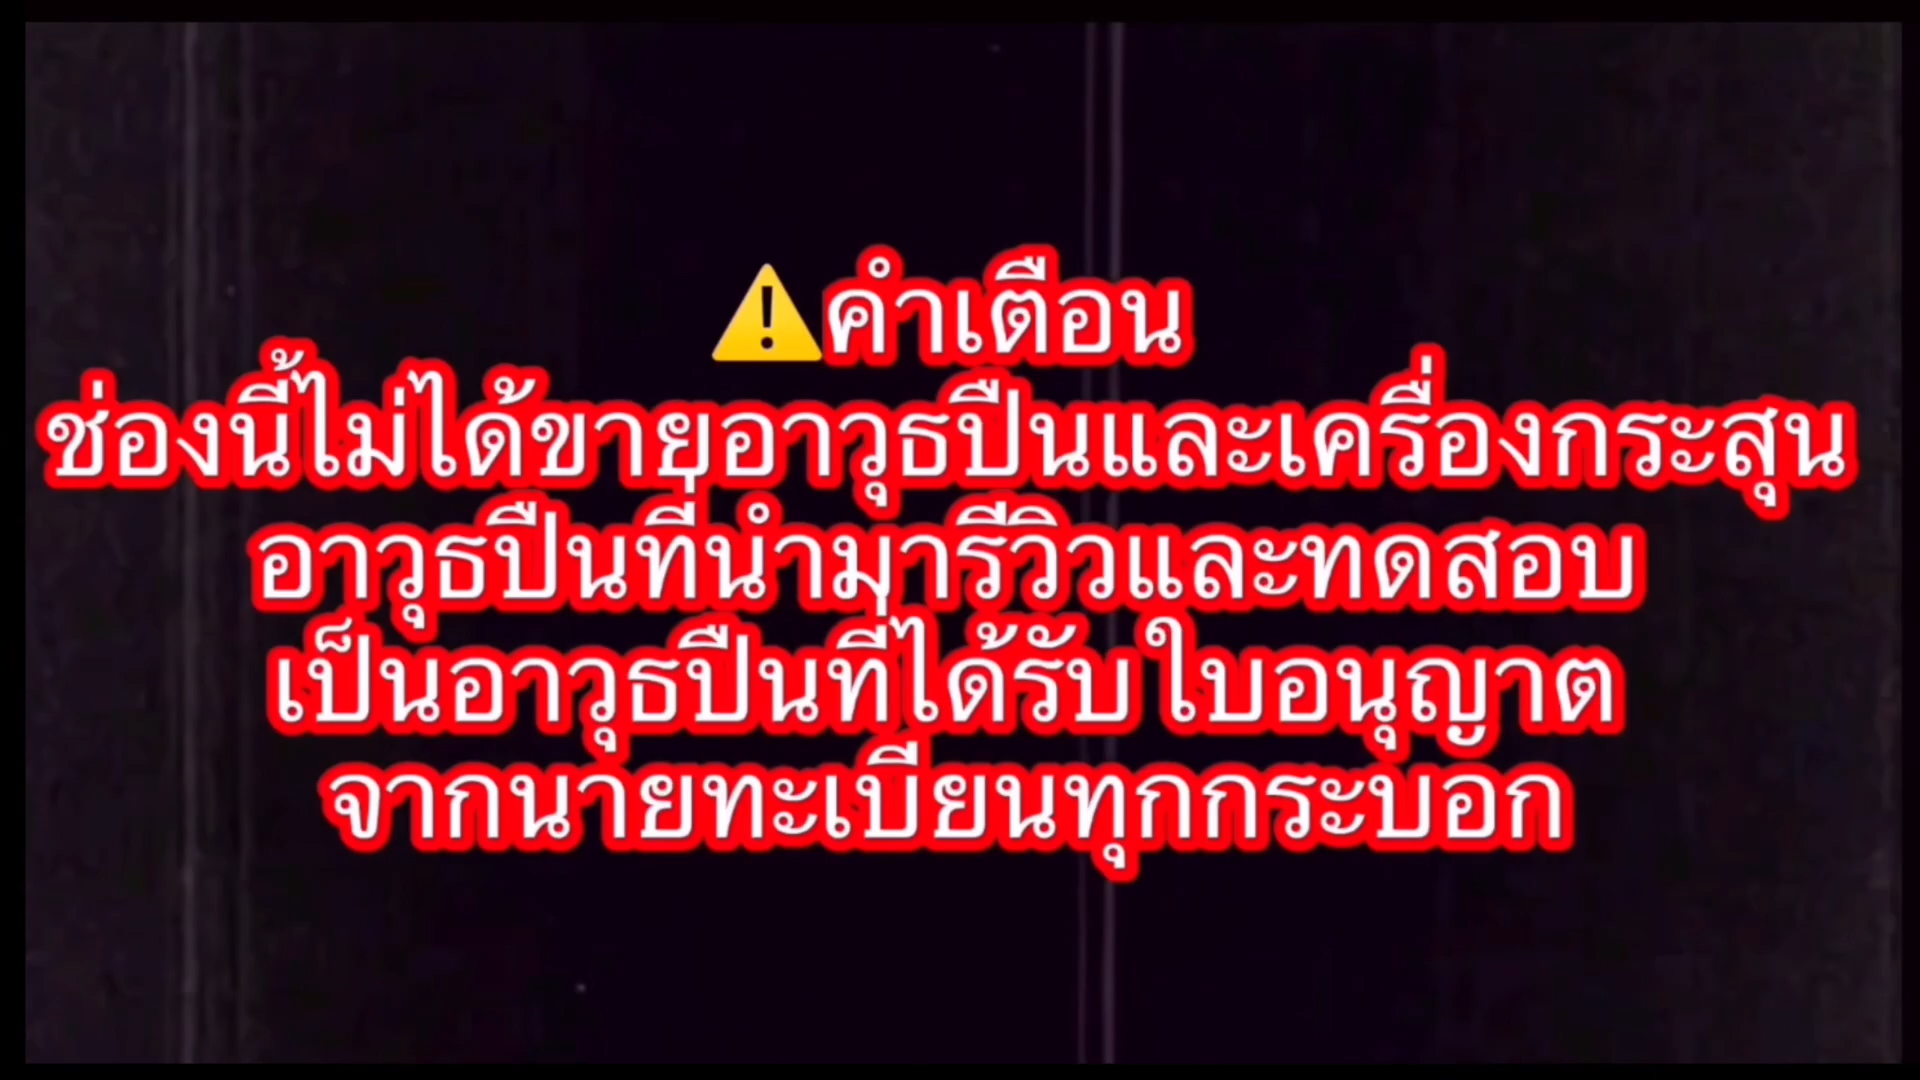 ⚠️คำเตือน
ช่องนี้ไม่ได้ขายอาวุธปืนและเครื่องกระสุน
อาวุธปืนที่นำมารีวิวและทดสอบ
เป็นอาวุธปืนที่ได้รับใบอนุญาต
จากนายทะเบียนทุกกระบอก